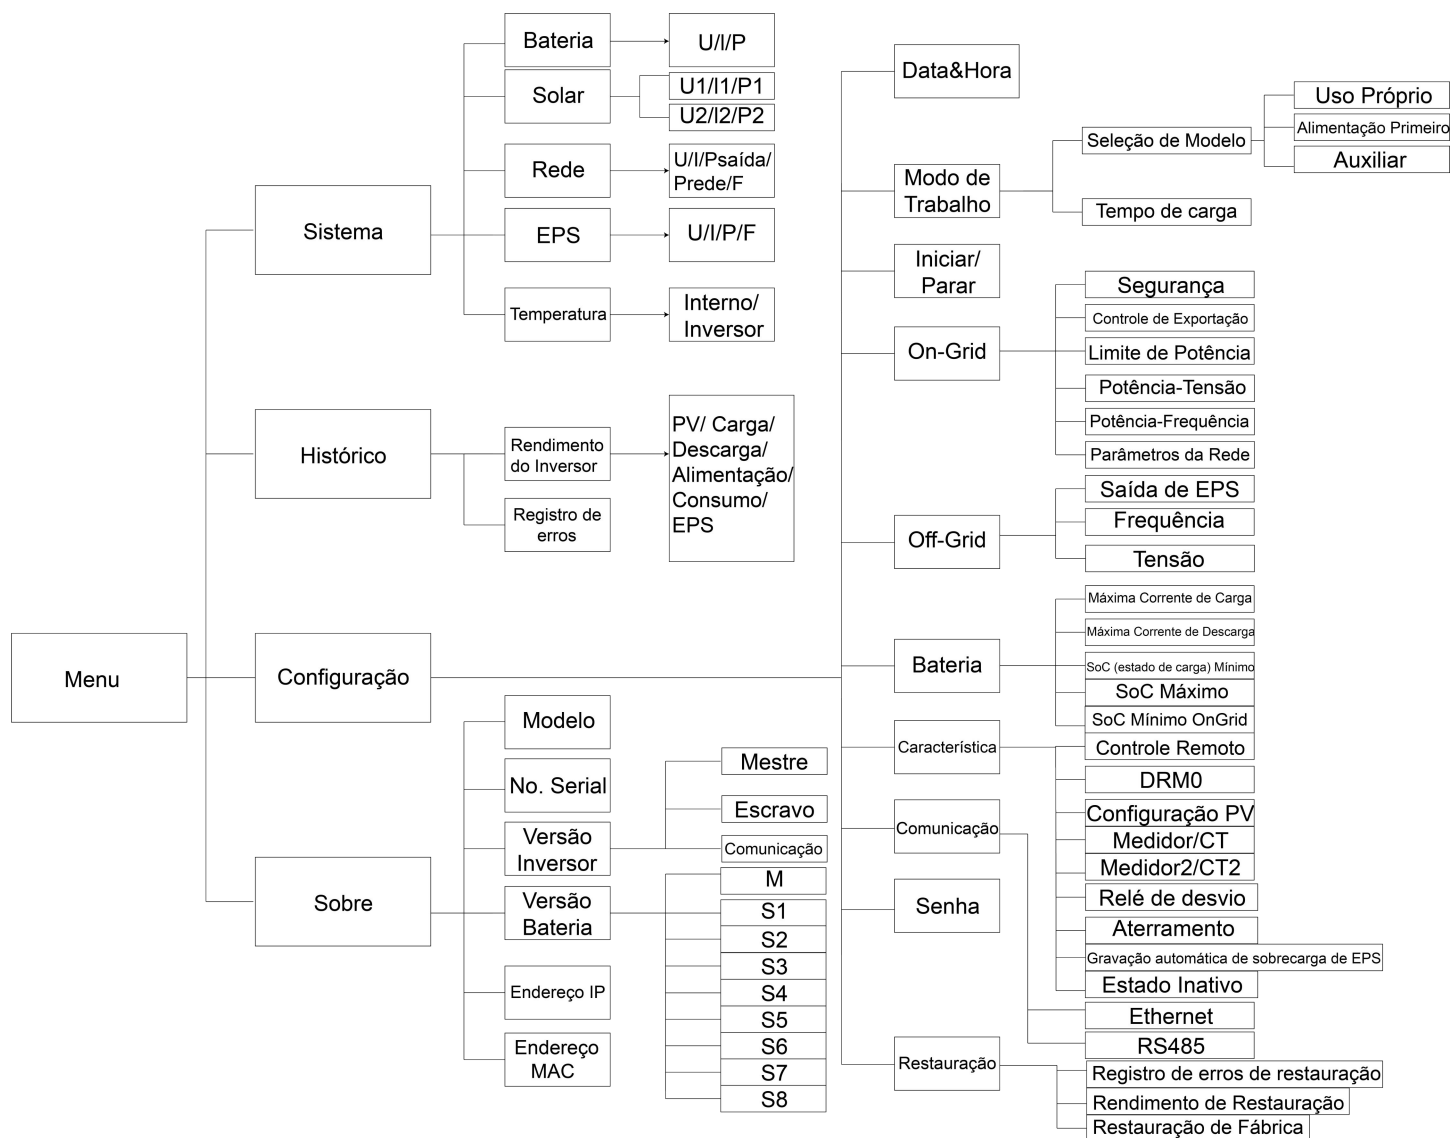 Menu
Sistema
Bateria
U/I/P
Solar
U1/I1/P1
U2/I2/P2
Rede
U/I/Psaída/
Prede/F
EPS
U/I/P/F
Temperatura
Interno/
Inversor
Histórico
Rendimento
do Inversor
PV/ Carga/
Descarga/
Alimentação/
Consumo/
EPS
Registro de
erros
Configuração
Data&Hora
Modo de
Trabalho
Seleção de Modelo
Uso Próprio
Alimentação Primeiro
Auxiliar
Tempo de carga
Iniciar/
Parar
On-Grid
Segurança
Controle de Exportação
Limite de Potência
Potência-Tensão
Potência-Frequência
Parâmetros da Rede
Off-Grid
Saída de EPS
Frequência
Tensão
Bateria
Máxima Corrente de Carga
Máxima Corrente de Descarga
SoC (estado de carga) Mínimo
SoC Máximo
SoC Mínimo OnGrid
Característica
Controle Remoto
DRM0
Configuração PV
Medidor/CT
Medidor2/CT2
Relé de desvio
Aterramento
Gravação automática de sobrecarga de EPS
Estado Inativo
Comunicação
Ethernet
RS485
Senha
Restauração
Registro de erros de restauração
Rendimento de Restauração
Restauração de Fábrica
Sobre
Modelo
No. Serial
Versão
Inversor
Mestre
Escravo
Comunicação
Versão
Bateria
M
S1
S2
S3
S4
S5
S6
S7
S8
Endereço IP
Endereço
MAC